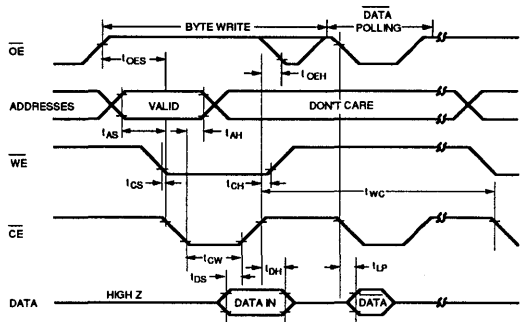 BYTE WRITE
DATA
POLLING
OE
tOES
tOEH
ADDRESSES
VALID
DON'T CARE
tAS
tAH
WE
tCS
tCH
tWC
CE
tCW
tDS
tDH
tLP
DATA
HIGH Z
DATA IN
DATA